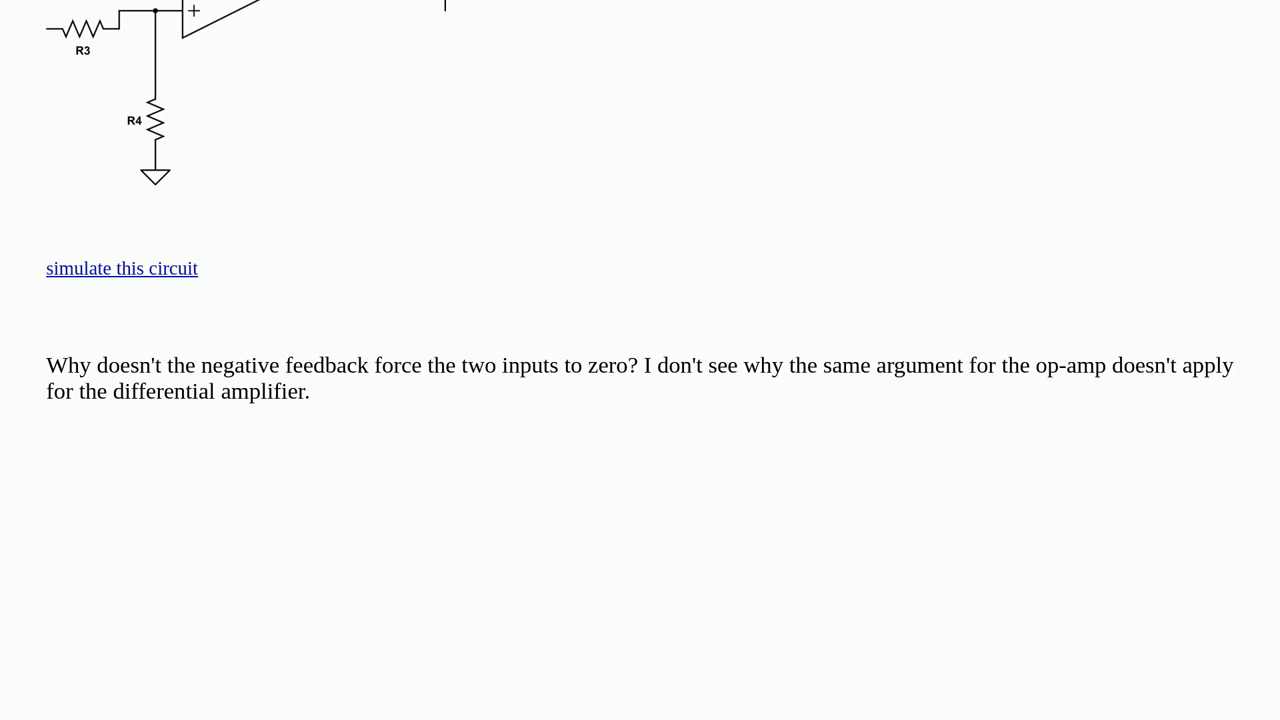 +
R3
R4
simulate this circuit
Why doesn't the negative feedback force the two inputs to zero? I don't see why the same argument for the op-amp doesn't apply
for the differential amplifier.